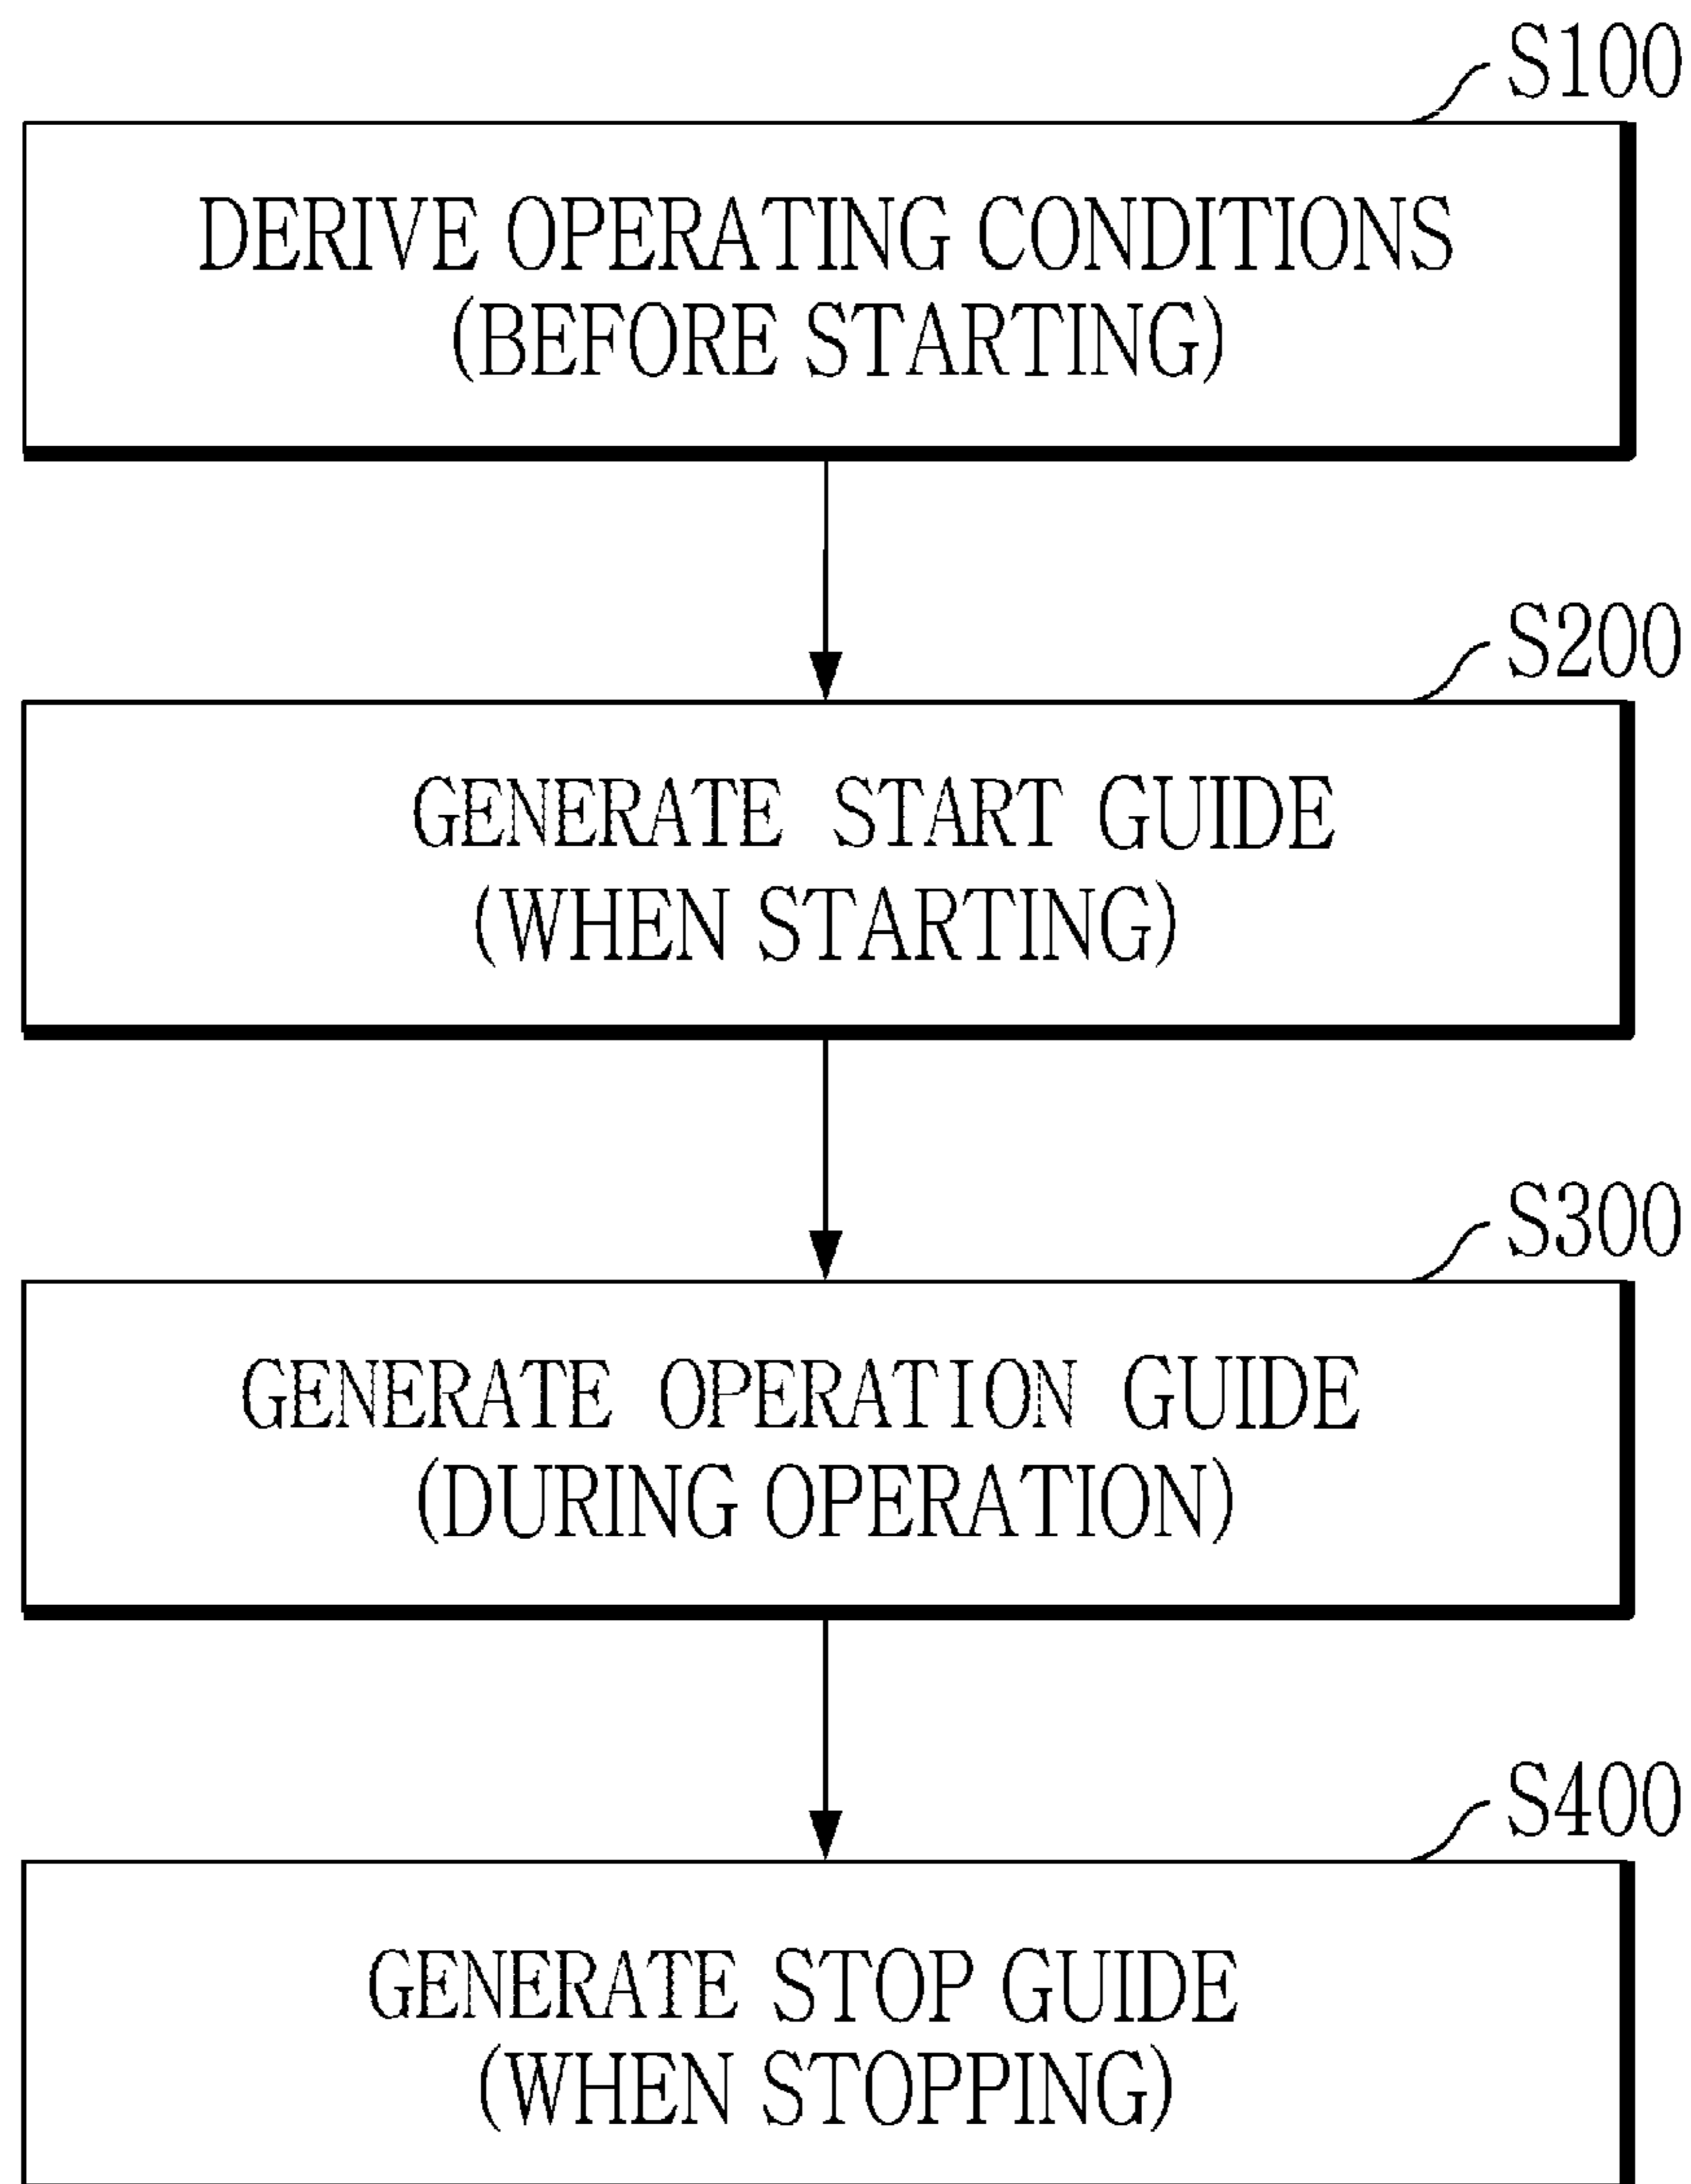 S100
DERIVE OPERATING CONDITIONS
(BEFORE STARTING)
S200
GENERATE START GUIDE
(WHEN STARTING)
S300
GENERATE OPERATION GUIDE
(DURING OPERATION)
S400
GENERATE STOP GUIDE
(WHEN STOPPING)